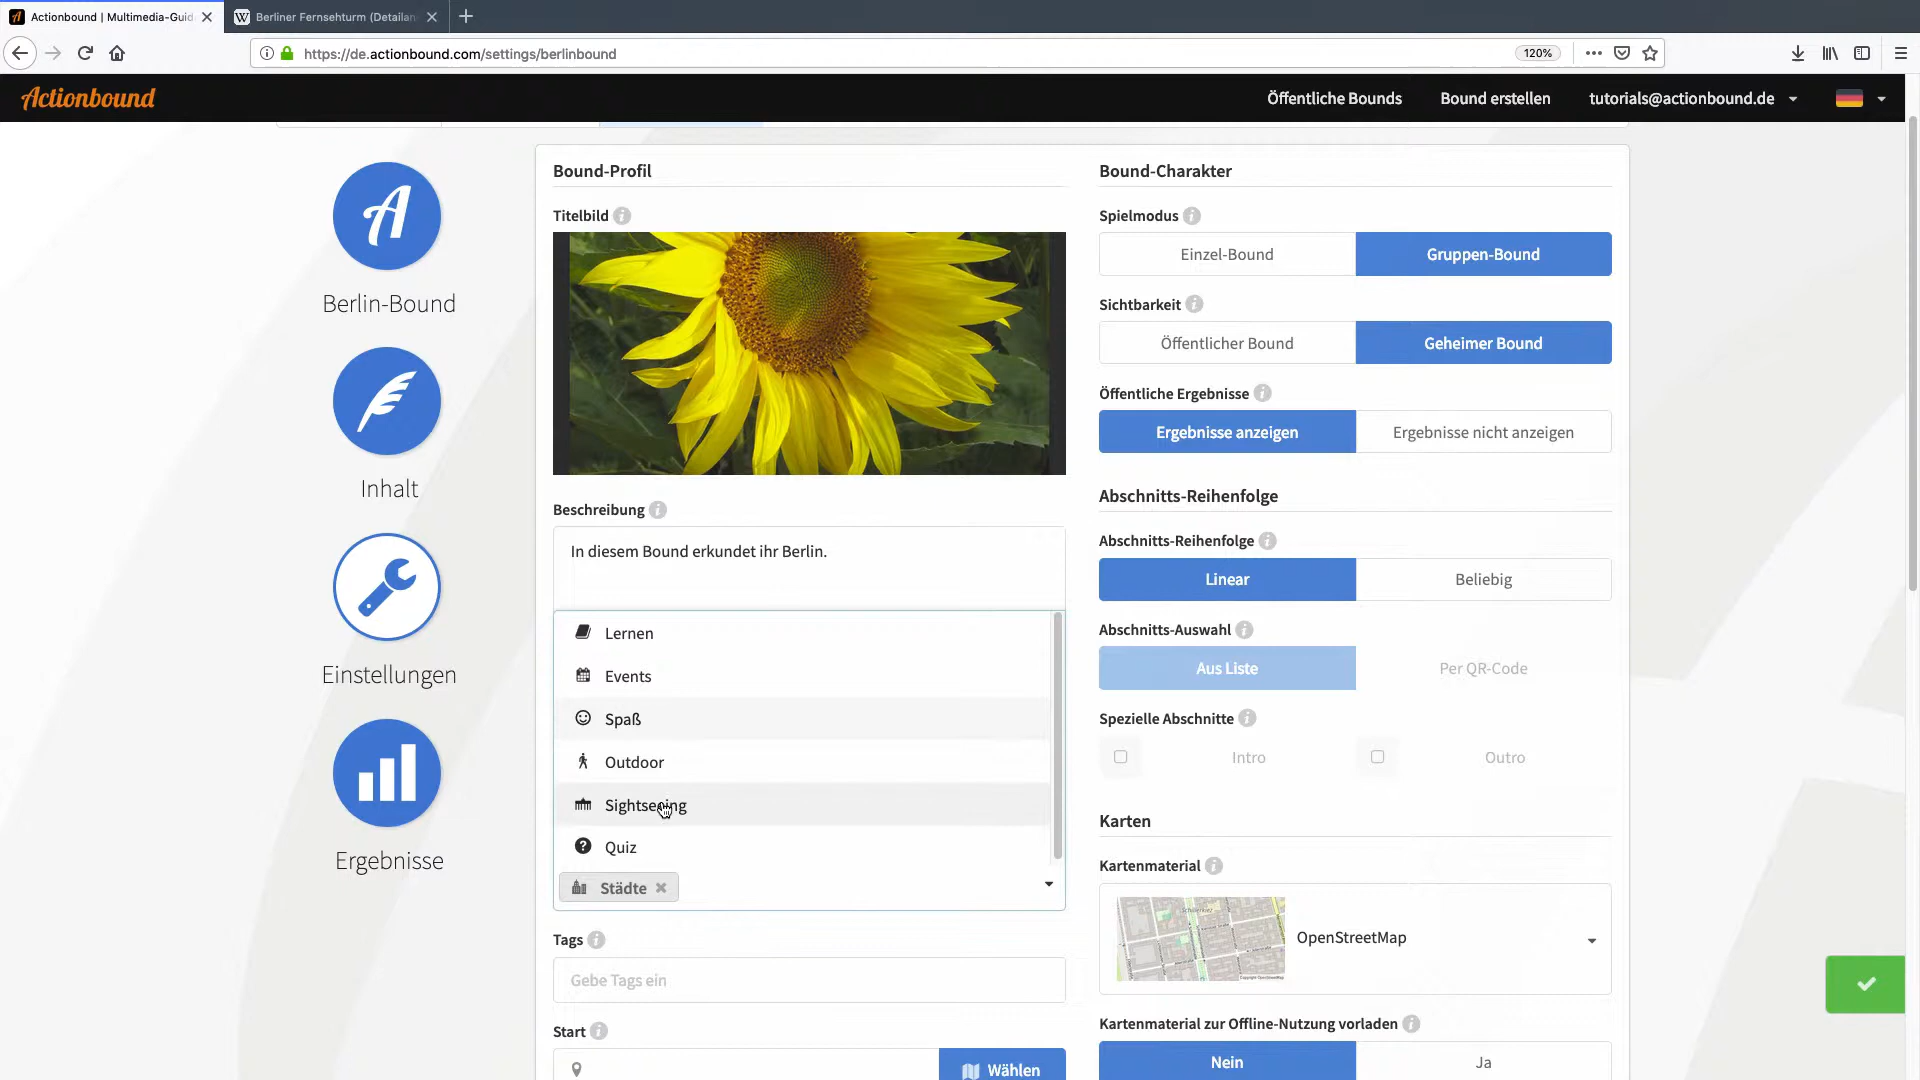 Actionbound | Multimedia-Guid
Berliner Fernsehturm (Detailan
https://de.actionbound.com/settings/berlinbound
120%
Actionbound
Öffentliche Bounds
Bound erstellen
tutorials@actionbound.de
Berlin-Bound
Inhalt
Einstellungen
Ergebnisse
Bound-Profil
Titelbild
Beschreibung
In diesem Bound erkundet ihr Berlin.
Lernen
Events
Spaß
Outdoor
Sightseeing
Quiz
Städte
Tags
Gebe Tags ein
Start
Wählen
Bound-Charakter
Spielmodus
Einzel-Bound
Gruppen-Bound
Sichtbarkeit
Öffentlicher Bound
Geheimer Bound
Öffentliche Ergebnisse
Ergebnisse anzeigen
Ergebnisse nicht anzeigen
Abschnitts-Reihenfolge
Abschnitts-Reihenfolge
Linear
Beliebig
Abschnitts-Auswahl
Aus Liste
Per QR-Code
Spezielle Abschnitte
Intro
Outro
Karten
Kartenmaterial
OpenStreetMap
Kartenmaterial zur Offline-Nutzung vorladen
Nein
Ja